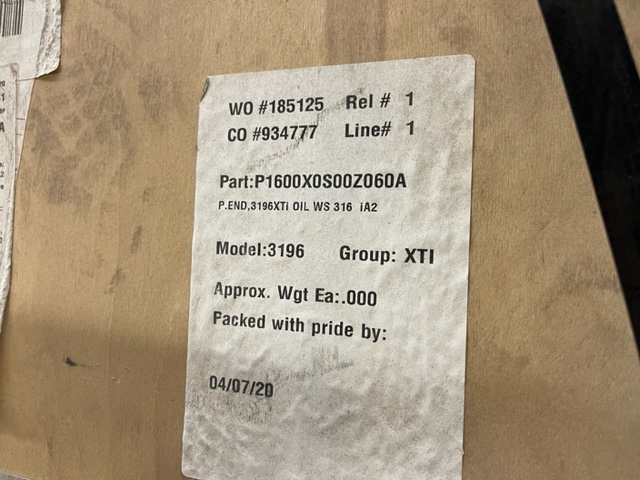 WO #185125 Rel # 1
CO #934777 Line# 1
Part:P1600X0S00Z060A
P.END,3196XTi OIL WS 316 iA2
Model:3196 Group: XTI
Approx. Wgt Ea:.000
Packed with pride by:
04/07/20